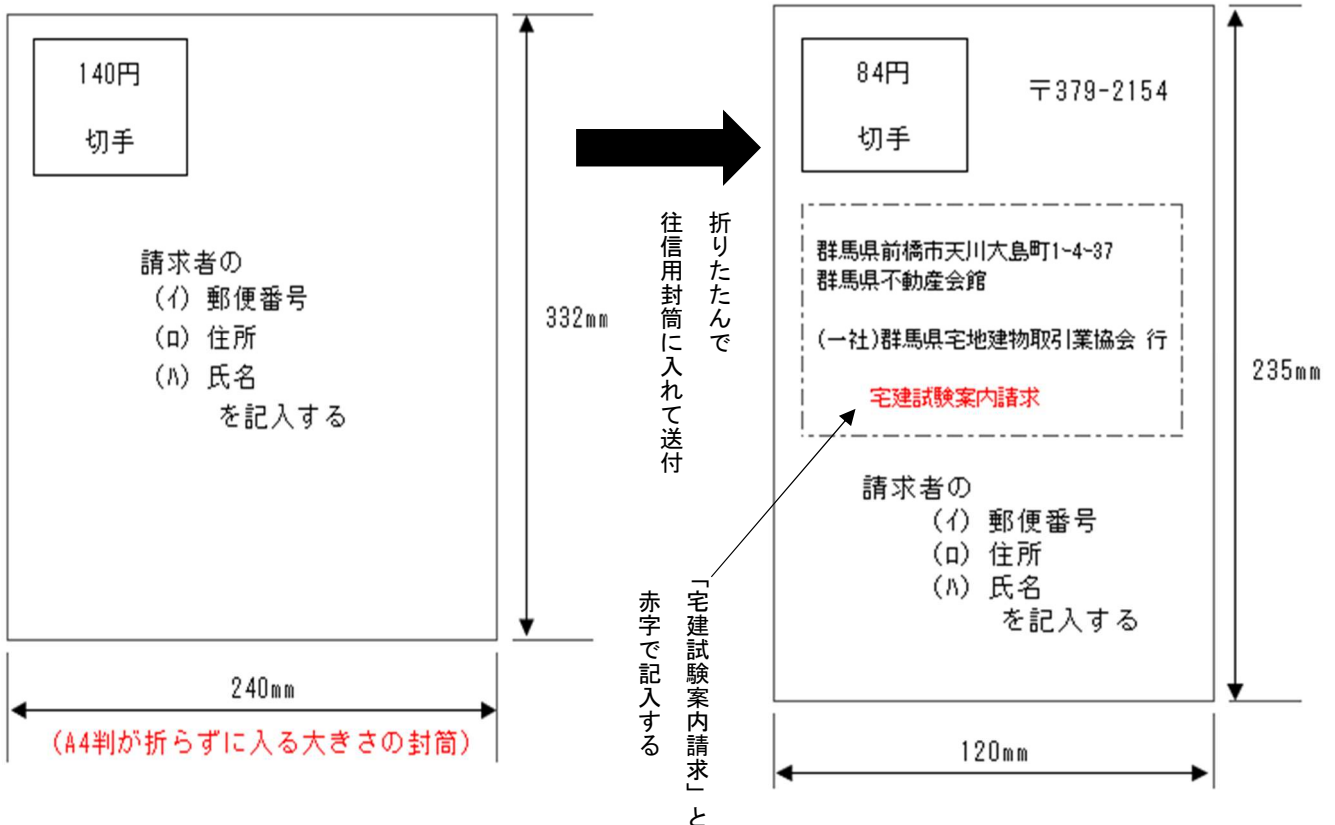 140円
切手
請求者の
(イ) 郵便番号
(ロ) 住所
(ハ) 氏名
を記入する
332mm
240mm
(A4判が折らずに入る大きさの封筒)
折りたたんで
往信用封筒に入れて送付
84円
切手
〒379-2154
群馬県前橋市天川大島町1-4-37
群馬県不動産会館
(一社)群馬県宅地建物取引業協会 行
宅建試験案内請求
請求者の
(イ) 郵便番号
(ロ) 住所
(ハ) 氏名
を記入する
235mm
120mm
「宅建試験案内請求」と
赤字で記入する